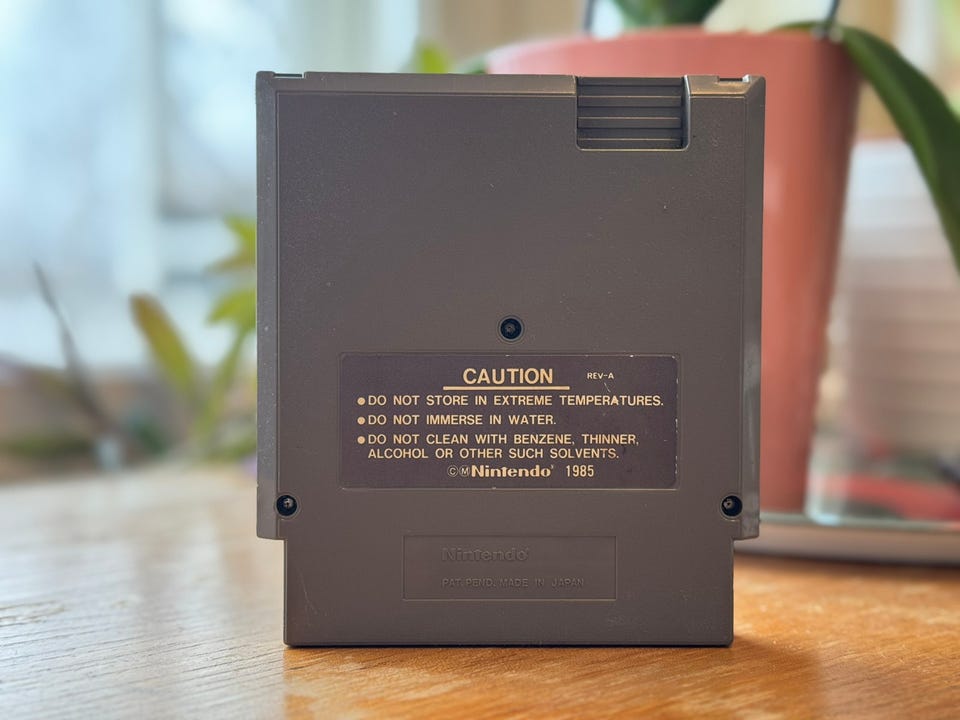 CAUTION REV-A
● DO NOT STORE IN EXTREME TEMPERATURES.
● DO NOT IMMERSE IN WATER.
● DO NOT CLEAN WITH BENZENE, THINNER,
ALCOHOL OR OTHER SUCH SOLVENTS.
©Ⓜ Nintendo® 1985
Nintendo®
PAT. PEND. MADE IN JAPAN